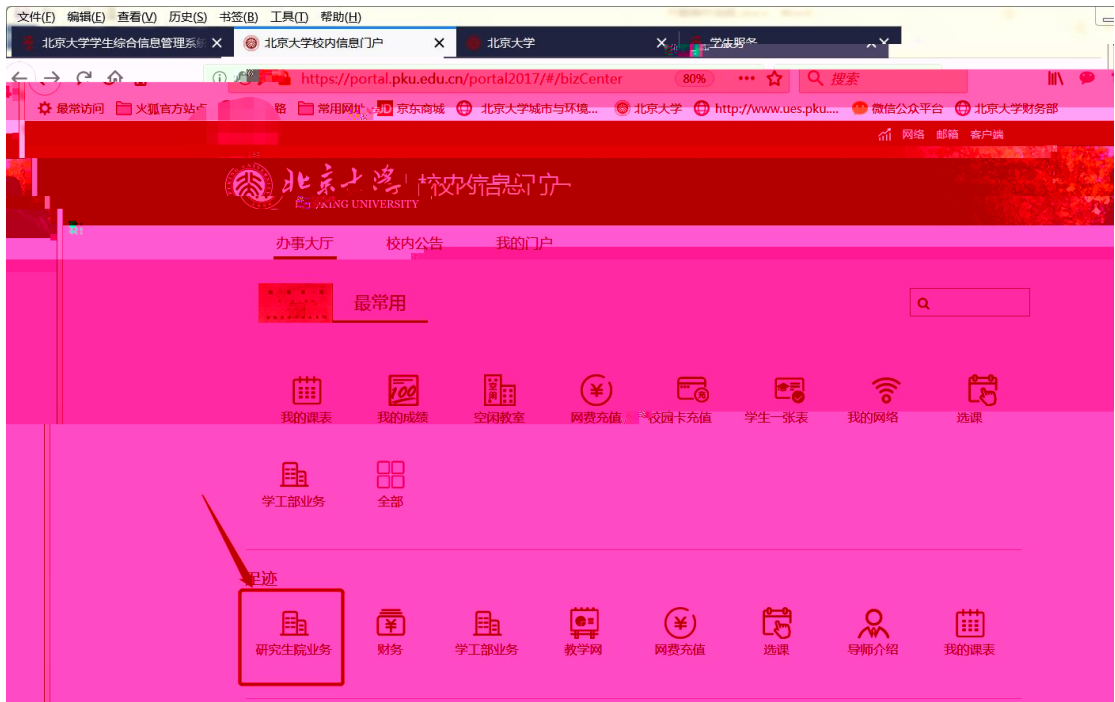 文件(F) 编辑(E) 查看(V) 历史(S) 书签(B) 工具(T) 帮助(H)
北京大学学生综合信息管理系统 北京大学校内信息门户 北京大学 学生服务
https://portal.pku.edu.cn/portal2017/#/bizCenter 80% 搜索
最常访问 火狐官方站点 常用网址 JD 京东商城 北京大学城市与环境... 北京大学 http://www.ues.pku.... 微信公众平台 北京大学财务部
网络 邮箱 客户端
北京大学 校内信息门户
PEKING UNIVERSITY
办事大厅 校内公告 我的门户
最常用
我的课表 我的成绩 空闲教室 网费充值 校园卡充值 学生一张表 我的网络 选课
学工部业务 全部
足迹
研究生院业务 财务 学工部业务 教学网 网费充值 选课 导师介绍 我的课表